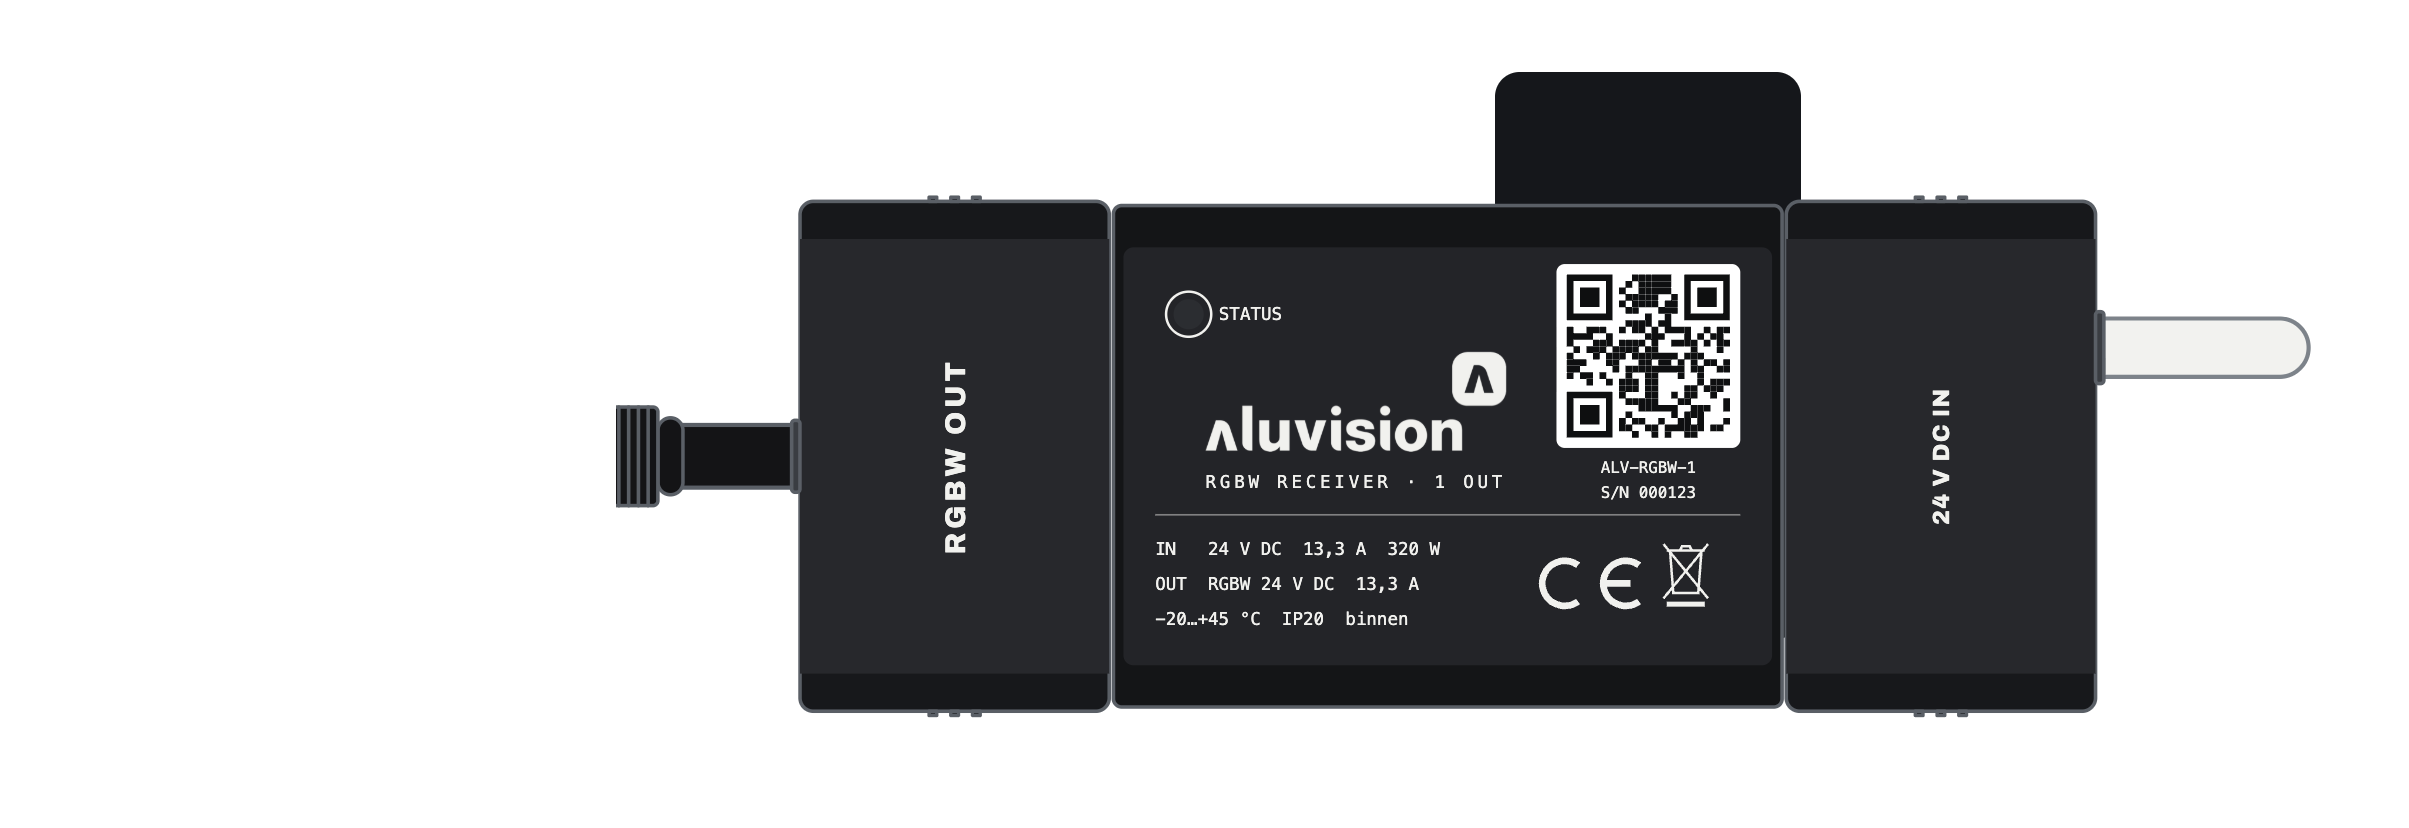 RGBW OUT
STATUS
aluvision
RGBW RECEIVER · 1 OUT
ALV-RGBW-1
S/N 000123
IN 24 V DC 13,3 A 320 W
OUT RGBW 24 V DC 13,3 A
−20…+45 °C IP20 binnen
CE
24 V DC IN